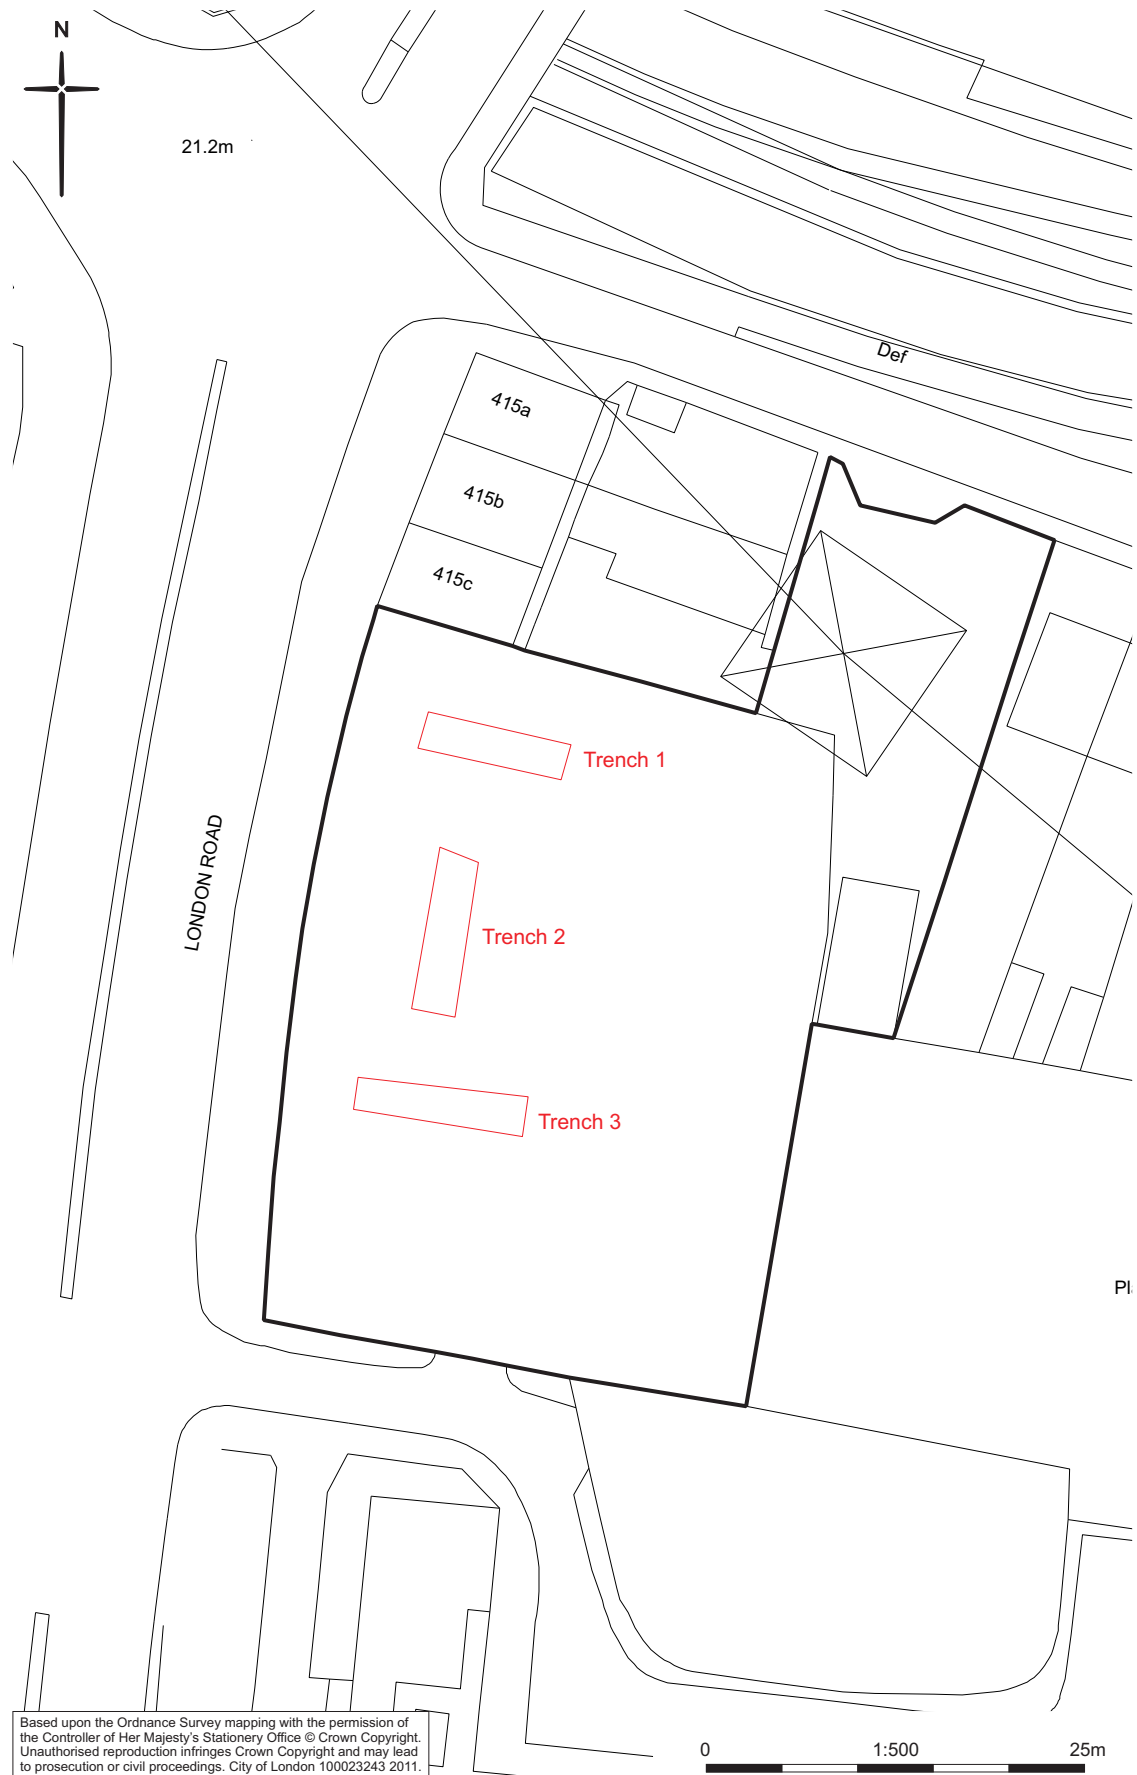 N
21.2m
Def
415a
415b
415c
Trench 1
LONDON ROAD
Trench 2
Trench 3
Based upon the Ordnance Survey mapping with the permission of
the Controller of Her Majesty's Stationery Office © Crown Copyright.
Unauthorised reproduction infringes Crown Copyright and may lead
to prosecution or civil proceedings. City of London 100023243 2011.
0 1:500 25m